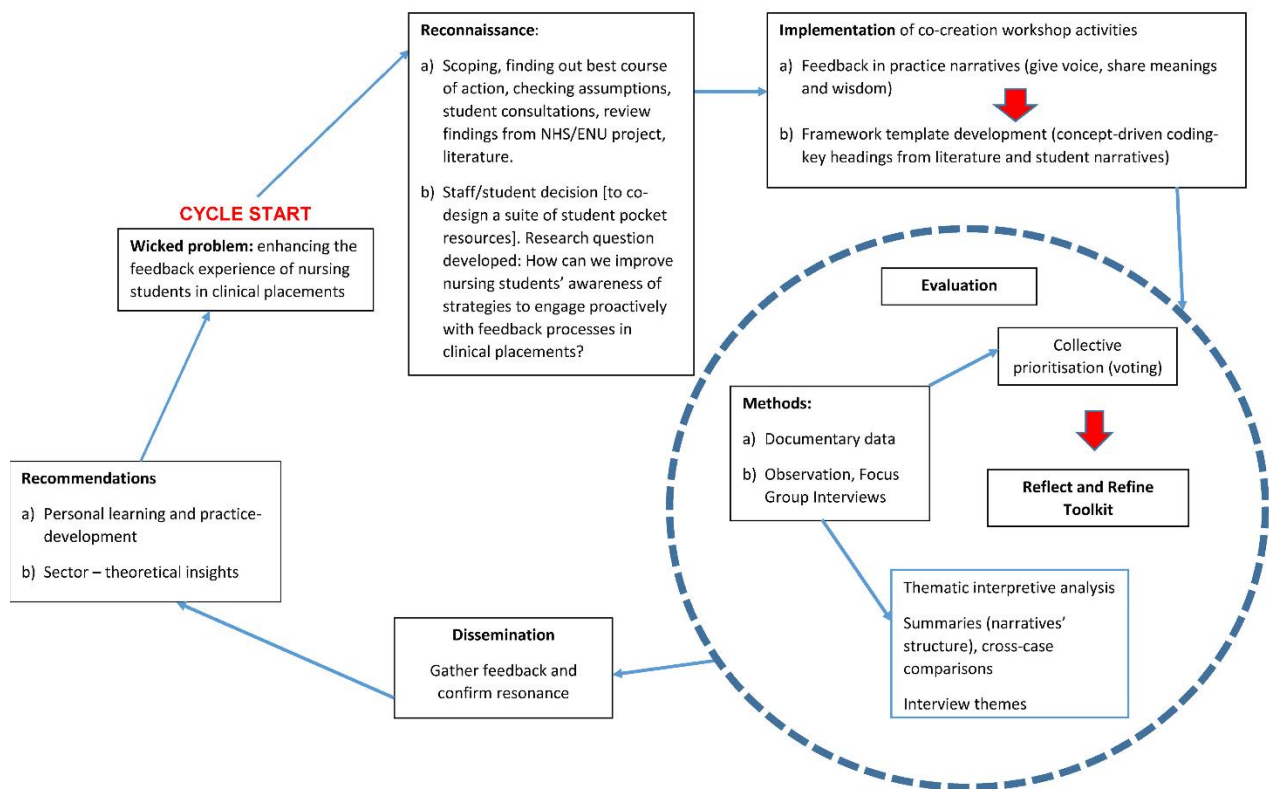 CYCLE START
Wicked problem: enhancing the
feedback experience of nursing
students in clinical placements
Reconnaissance:
a) Scoping, finding out best course
of action, checking assumptions,
student consultations, review
findings from NHS/ENU project,
literature.
b) Staff/student decision [to co-
design a suite of student pocket
resources]. Research question
developed: How can we improve
nursing students’ awareness of
strategies to engage proactively
with feedback processes in
clinical placements?
Implementation of co-creation workshop activities
a) Feedback in practice narratives (give voice, share meanings
and wisdom)
b) Framework template development (concept-driven coding-
key headings from literature and student narratives)
Evaluation
Collective
prioritisation (voting)
Methods:
a) Documentary data
b) Observation, Focus
Group Interviews
Reflect and Refine
Toolkit
Thematic interpretive analysis
Summaries (narratives’
structure), cross-case
comparisons
Interview themes
Dissemination
Gather feedback and
confirm resonance
Recommendations
a) Personal learning and practice-
development
b) Sector – theoretical insights